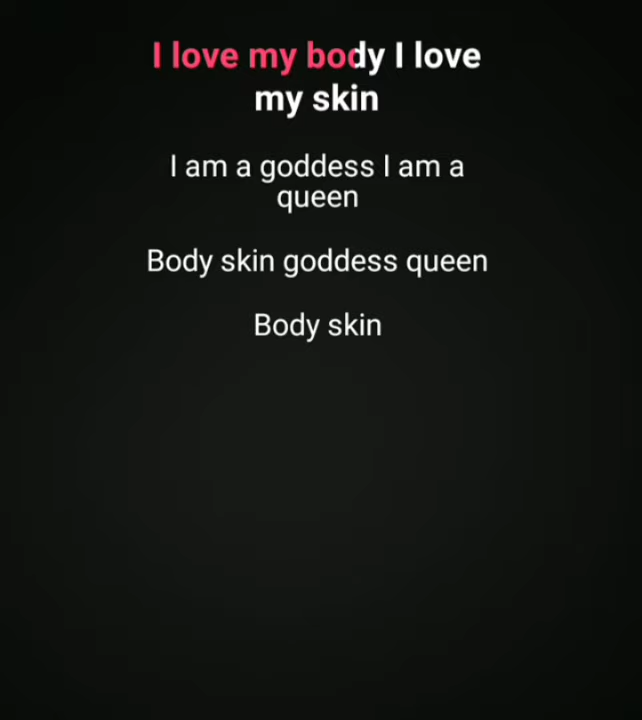 I love my body I love
my skin
I am a goddess I am a
queen
Body skin goddess queen
Body skin